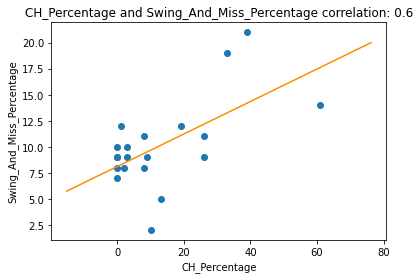 CH_Percentage and Swing_And_Miss_Percentage correlation: 0.6
Swing_And_Miss_Percentage
20.0
17.5
15.0
12.5
10.0
7.5
5.0
2.5
0 20 40 60 80
CH_Percentage